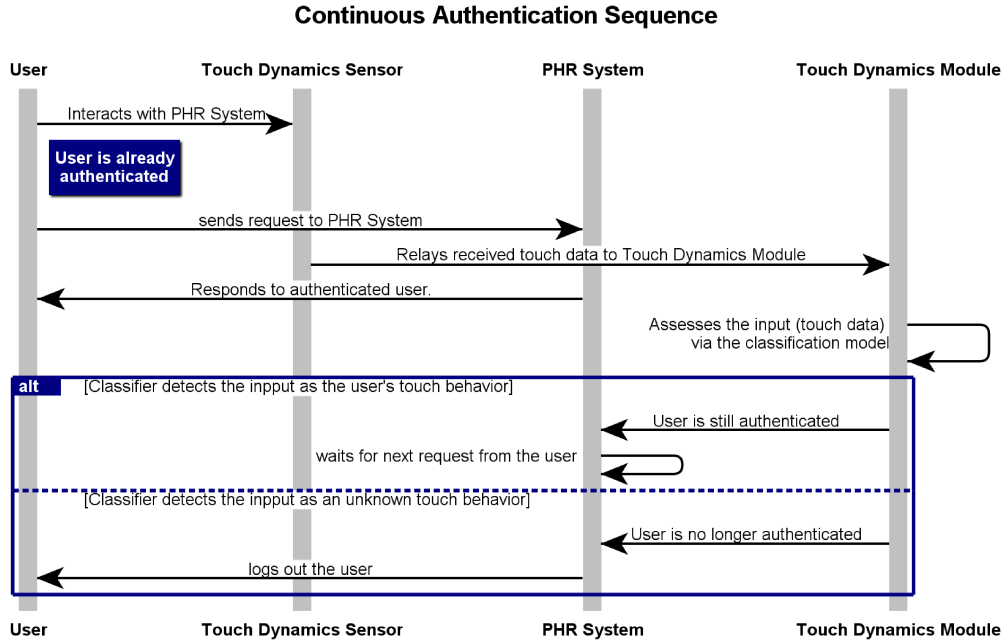 Continuous Authentication Sequence
User Touch Dynamics Sensor PHR System Touch Dynamics Module
Interacts with PHR System
User is already
authenticated
sends request to PHR System
Relays received touch data to Touch Dynamics Module
Responds to authenticated user.
Assesses the input (touch data)
via the classification model
alt [Classifier detects the inpput as the user's touch behavior]
User is still authenticated
waits for next request from the user
[Classifier detects the inpput as an unknown touch behavior]
User is no longer authenticated
logs out the user
User Touch Dynamics Sensor PHR System Touch Dynamics Module